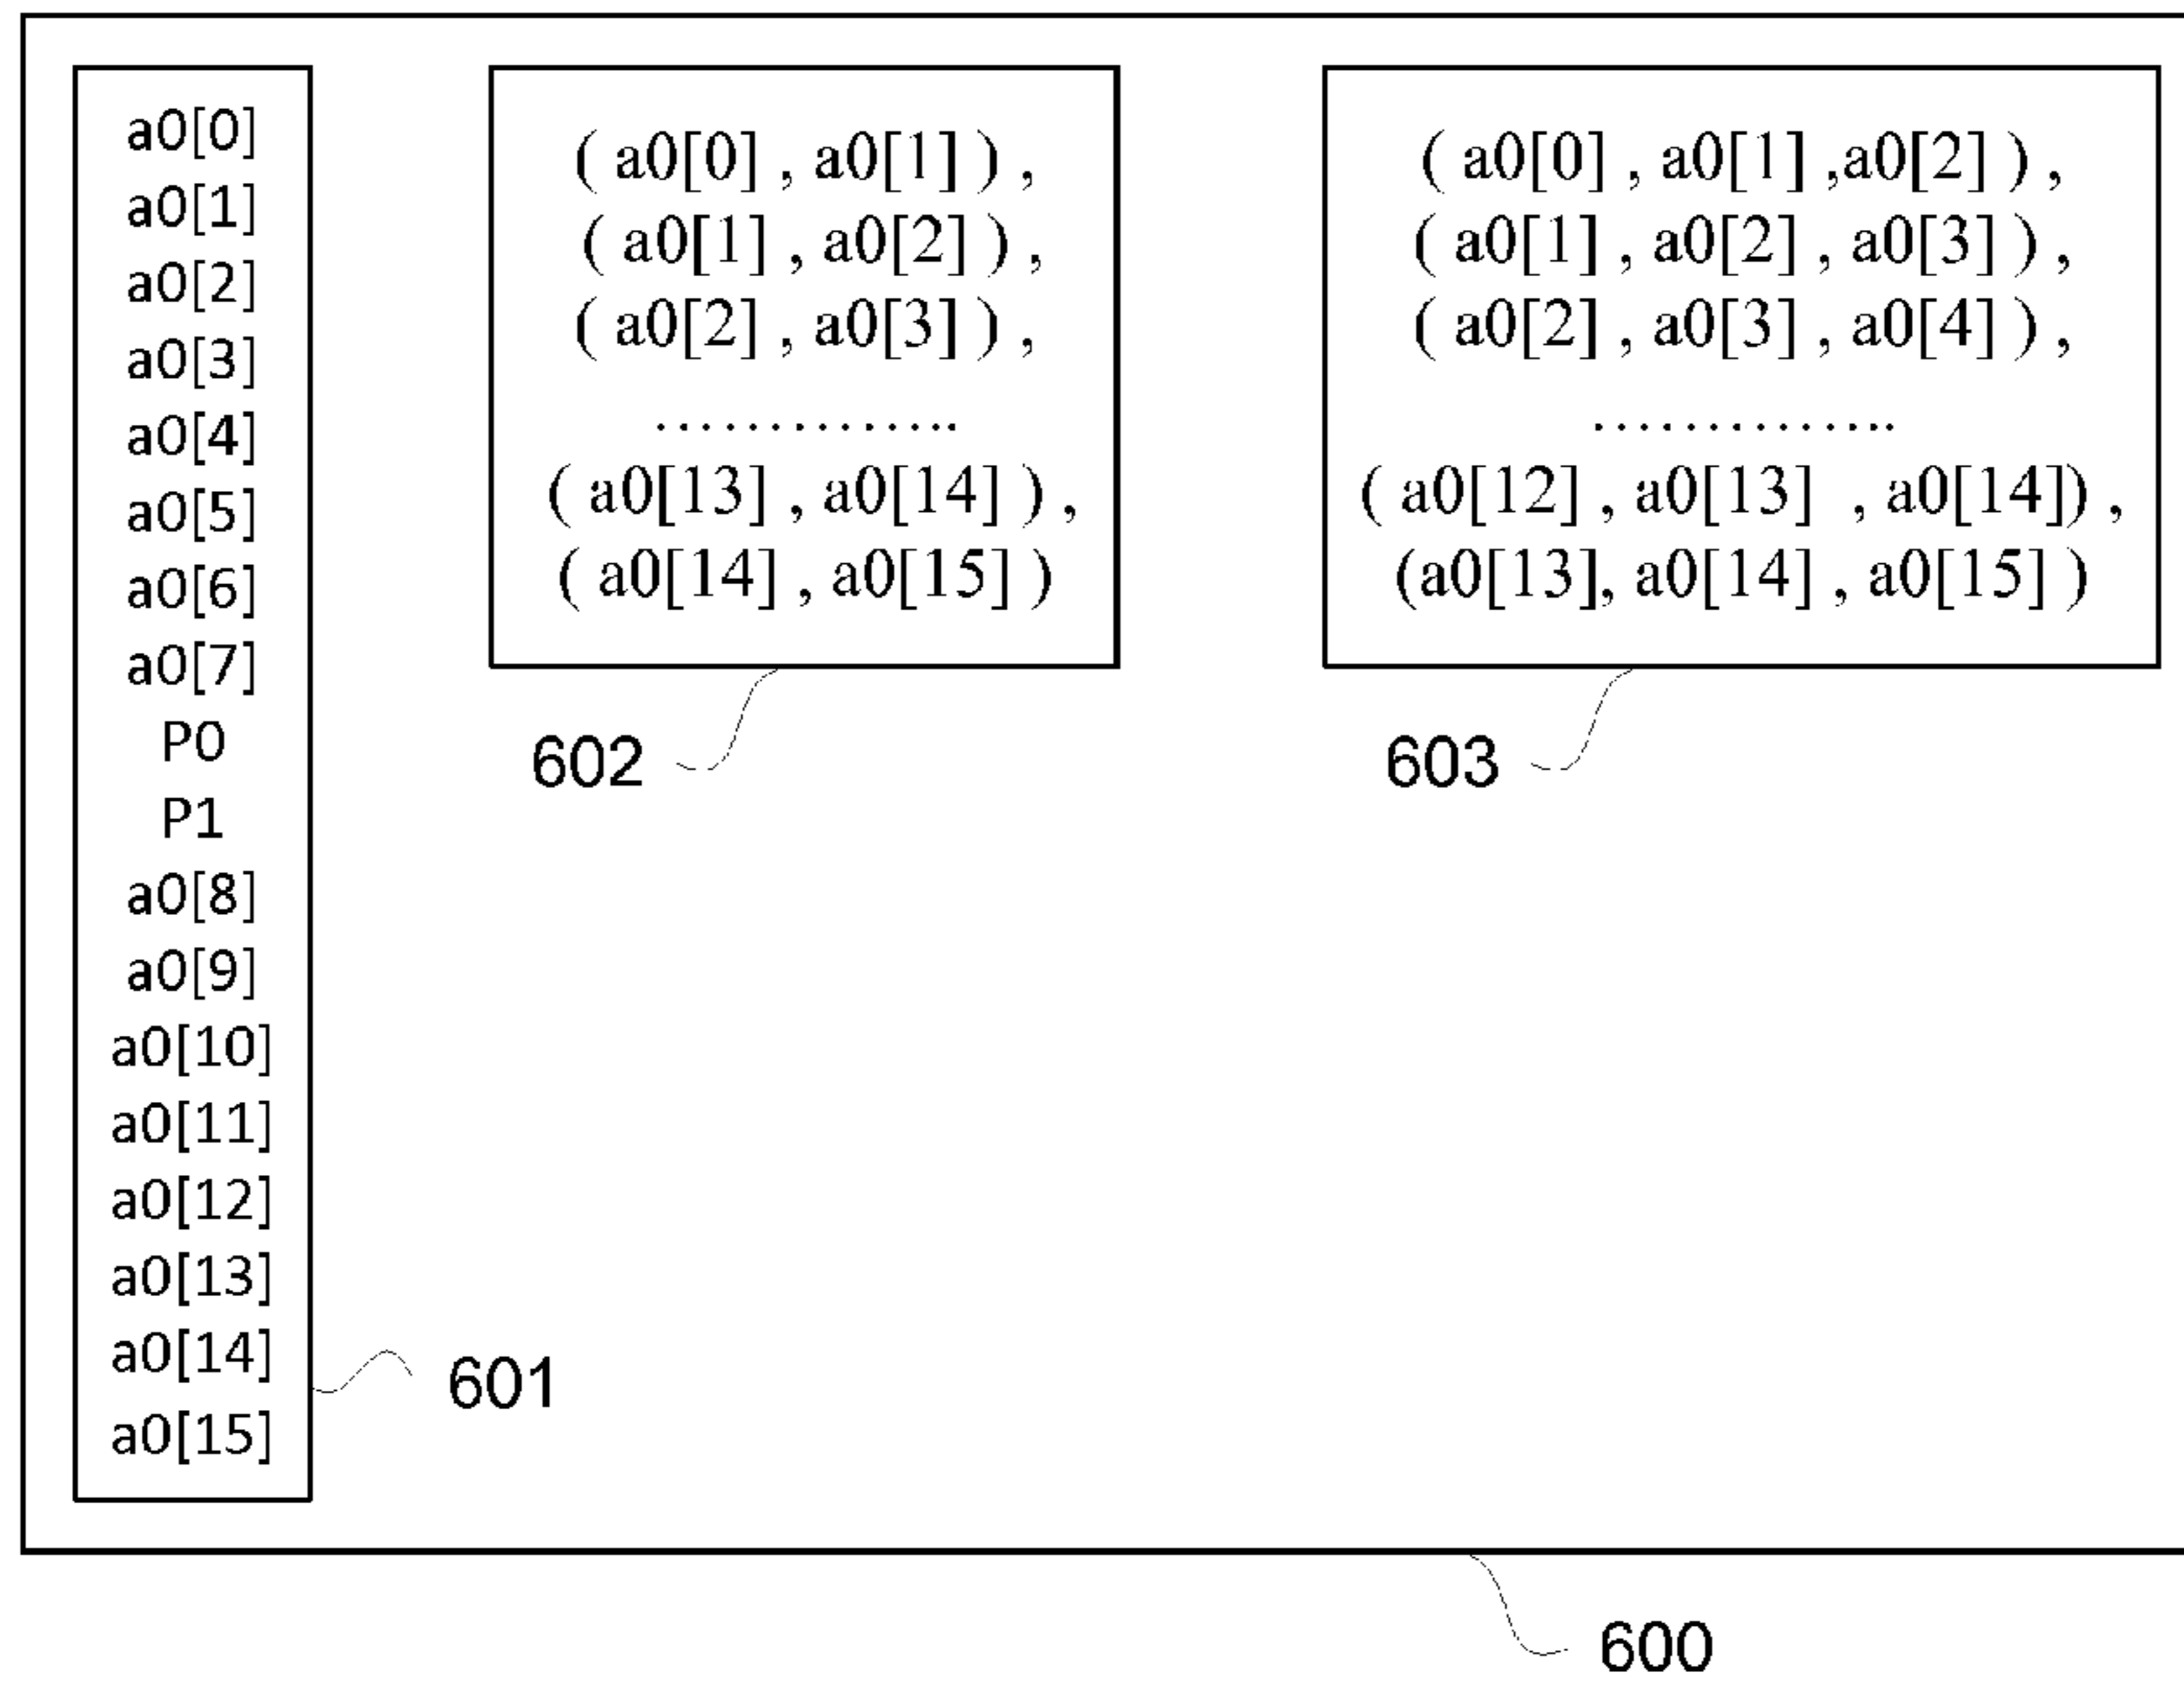 a0[0]
a0[1]
a0[2]
a0[3]
a0[4]
a0[5]
a0[6]
a0[7]
P0
P1
a0[8]
a0[9]
a0[10]
a0[11]
a0[12]
a0[13]
a0[14]
a0[15]
601
( a0[0] , a0[1] ) ,
( a0[1] , a0[2] ) ,
( a0[2] , a0[3] ) ,
..............
( a0[13] , a0[14] ) ,
( a0[14] , a0[15] )
602
( a0[0] , a0[1] ,a0[2] ) ,
( a0[1] , a0[2] , a0[3] ) ,
( a0[2] , a0[3] , a0[4] ) ,
..............
( a0[12] , a0[13] , a0[14]) ,
(a0[13], a0[14] , a0[15] )
603
600